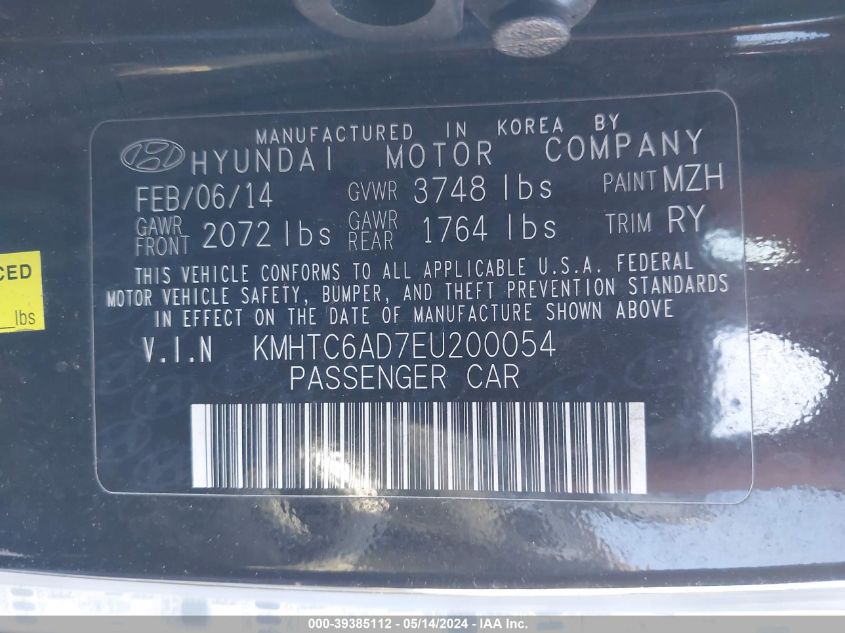 MANUFACTURED IN KOREA BY
HYUNDAI MOTOR COMPANY
FEB/06/14 GVWR 3748 lbs PAINT MZH
GAWR FRONT 2072 lbs GAWR REAR 1764 lbs TRIM RY
THIS VEHICLE CONFORMS TO ALL APPLICABLE U.S.A. FEDERAL
MOTOR VEHICLE SAFETY, BUMPER, AND THEFT PREVENTION STANDARDS
IN EFFECT ON THE DATE OF MANUFACTURE SHOWN ABOVE
V.I.N KMHTC6AD7EU200054
PASSENGER CAR
CED
lbs
000-39385112 - 05/14/2024 - IAA Inc.